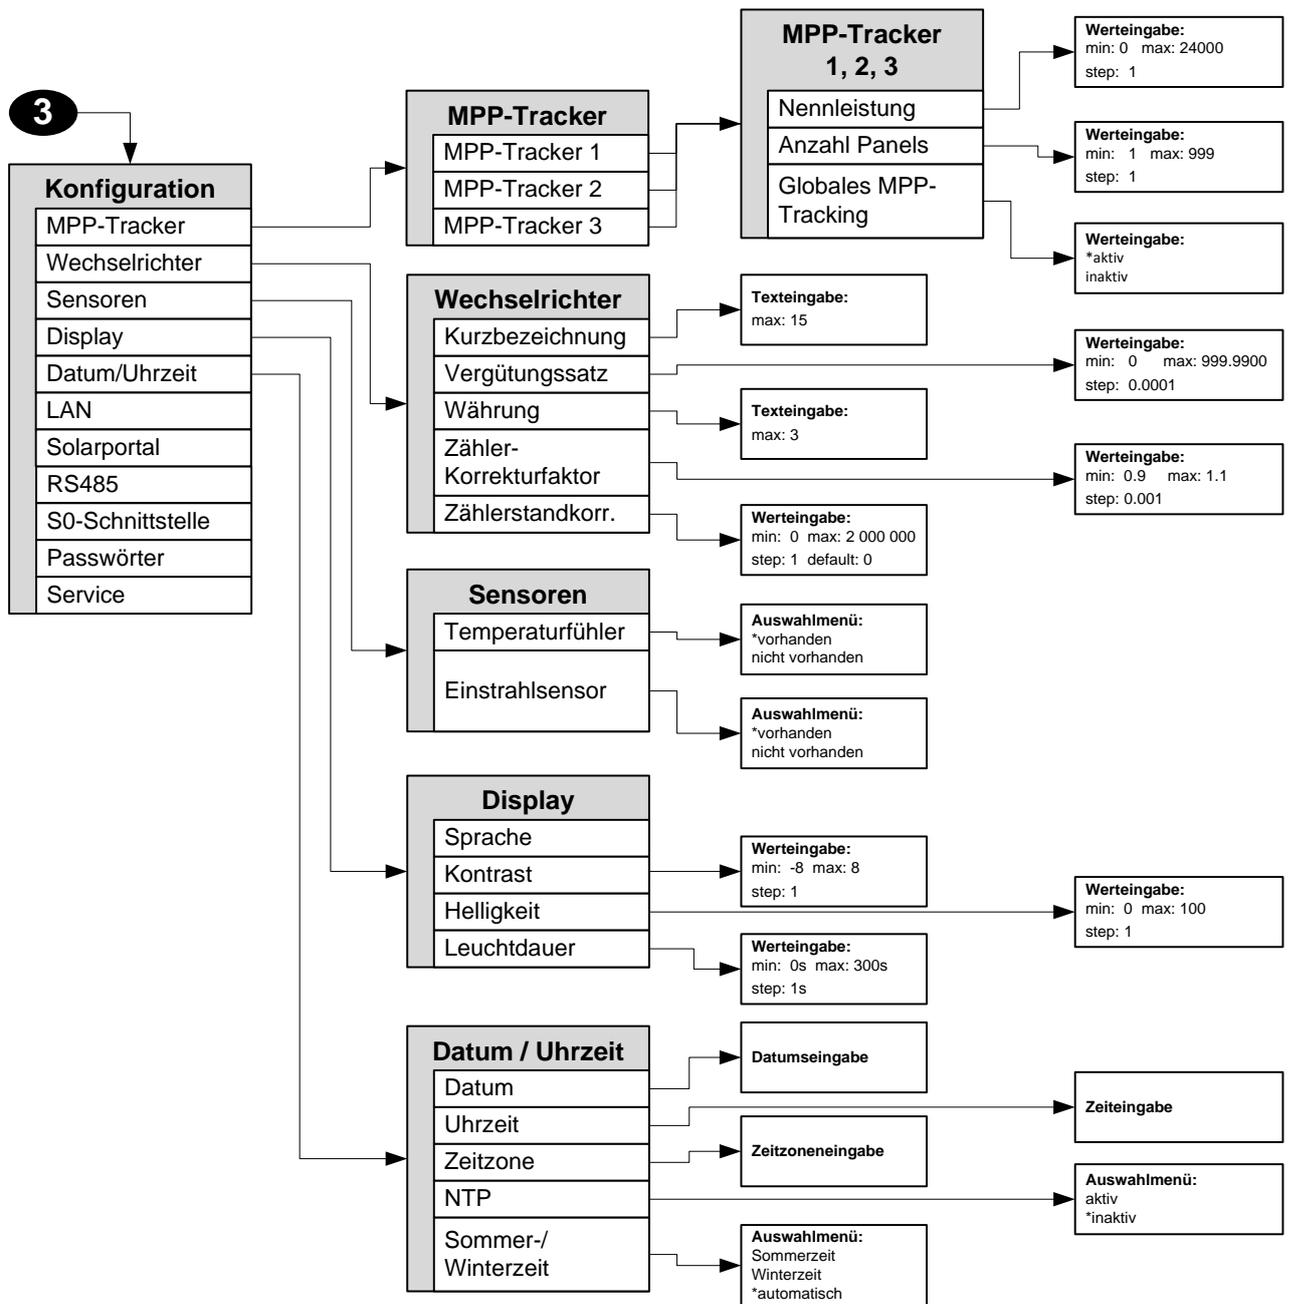 3
Konfiguration
MPP-Tracker
Wechselrichter
Sensoren
Display
Datum/Uhrzeit
LAN
Solarportal
RS485
S0-Schnittstelle
Passwörter
Service
MPP-Tracker
MPP-Tracker 1
MPP-Tracker 2
MPP-Tracker 3
MPP-Tracker
1, 2, 3
Nennleistung
Anzahl Panels
Globales MPP-
Tracking
Werteingabe:
min: 0 max: 24000
step: 1
Werteingabe:
min: 1 max: 999
step: 1
Werteingabe:
*aktiv
inaktiv
Wechselrichter
Kurzbezeichnung
Vergütungssatz
Währung
Zähler-
Korrekturfaktor
Zählerstandkorr.
Texteingabe:
max: 15
Werteingabe:
min: 0 max: 999.9900
step: 0.0001
Texteingabe:
max: 3
Werteingabe:
min: 0.9 max: 1.1
step: 0.001
Werteingabe:
min: 0 max: 2 000 000
step: 1 default: 0
Sensoren
Temperaturfühler
Einstrahlsensor
Auswahlmenü:
*vorhanden
nicht vorhanden
Auswahlmenü:
*vorhanden
nicht vorhanden
Display
Sprache
Kontrast
Helligkeit
Leuchtdauer
Werteingabe:
min: -8 max: 8
step: 1
Werteingabe:
min: 0 max: 100
step: 1
Werteingabe:
min: 0s max: 300s
step: 1s
Datum / Uhrzeit
Datum
Uhrzeit
Zeitzone
NTP
Sommer-/
Winterzeit
Datumseingabe
Zeiteingabe
Zeitzoneneingabe
Auswahlmenü:
aktiv
*inaktiv
Auswahlmenü:
Sommerzeit
Winterzeit
*automatisch